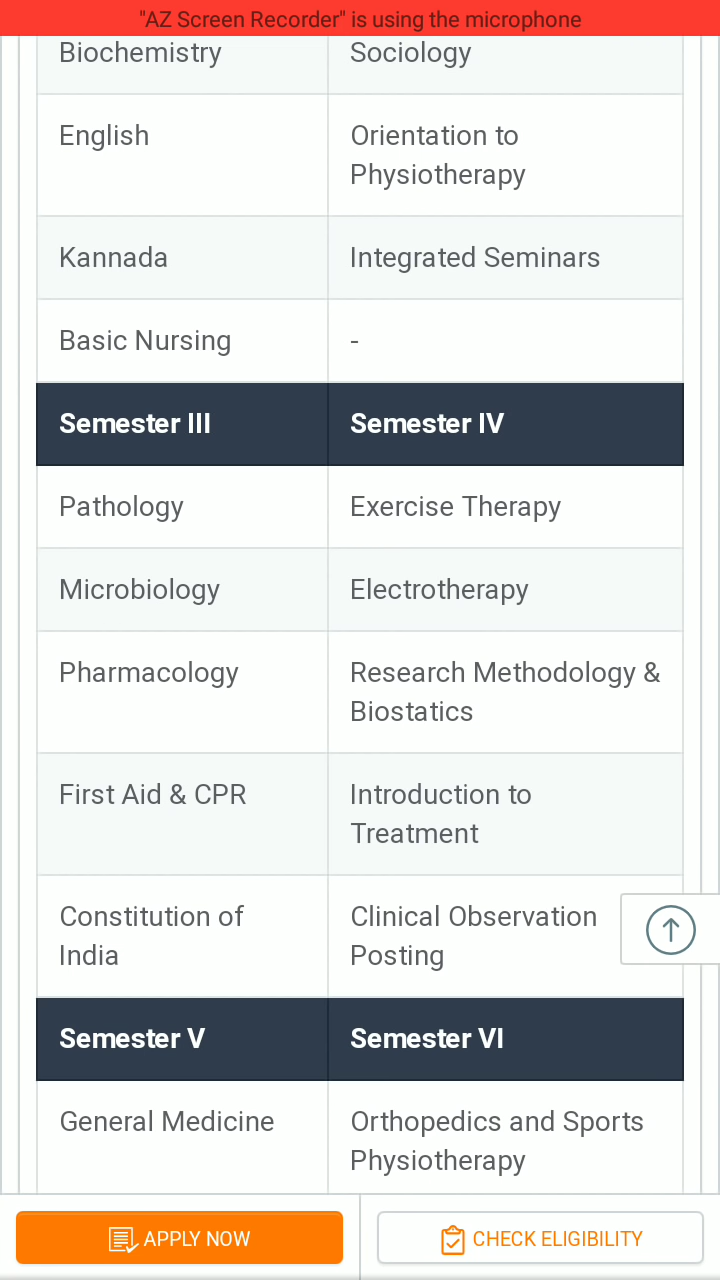 "AZ Screen Recorder" is using the microphone
Biochemistry
Sociology
English
Orientation to
Physiotherapy
Kannada
Integrated Seminars
Basic Nursing
-
Semester III
Semester IV
Pathology
Exercise Therapy
Microbiology
Electrotherapy
Pharmacology
Research Methodology &
Biostatics
First Aid & CPR
Introduction to
Treatment
Constitution of
India
Clinical Observation
Posting
Semester V
Semester VI
General Medicine
Orthopedics and Sports
Physiotherapy
APPLY NOW
CHECK ELIGIBILITY